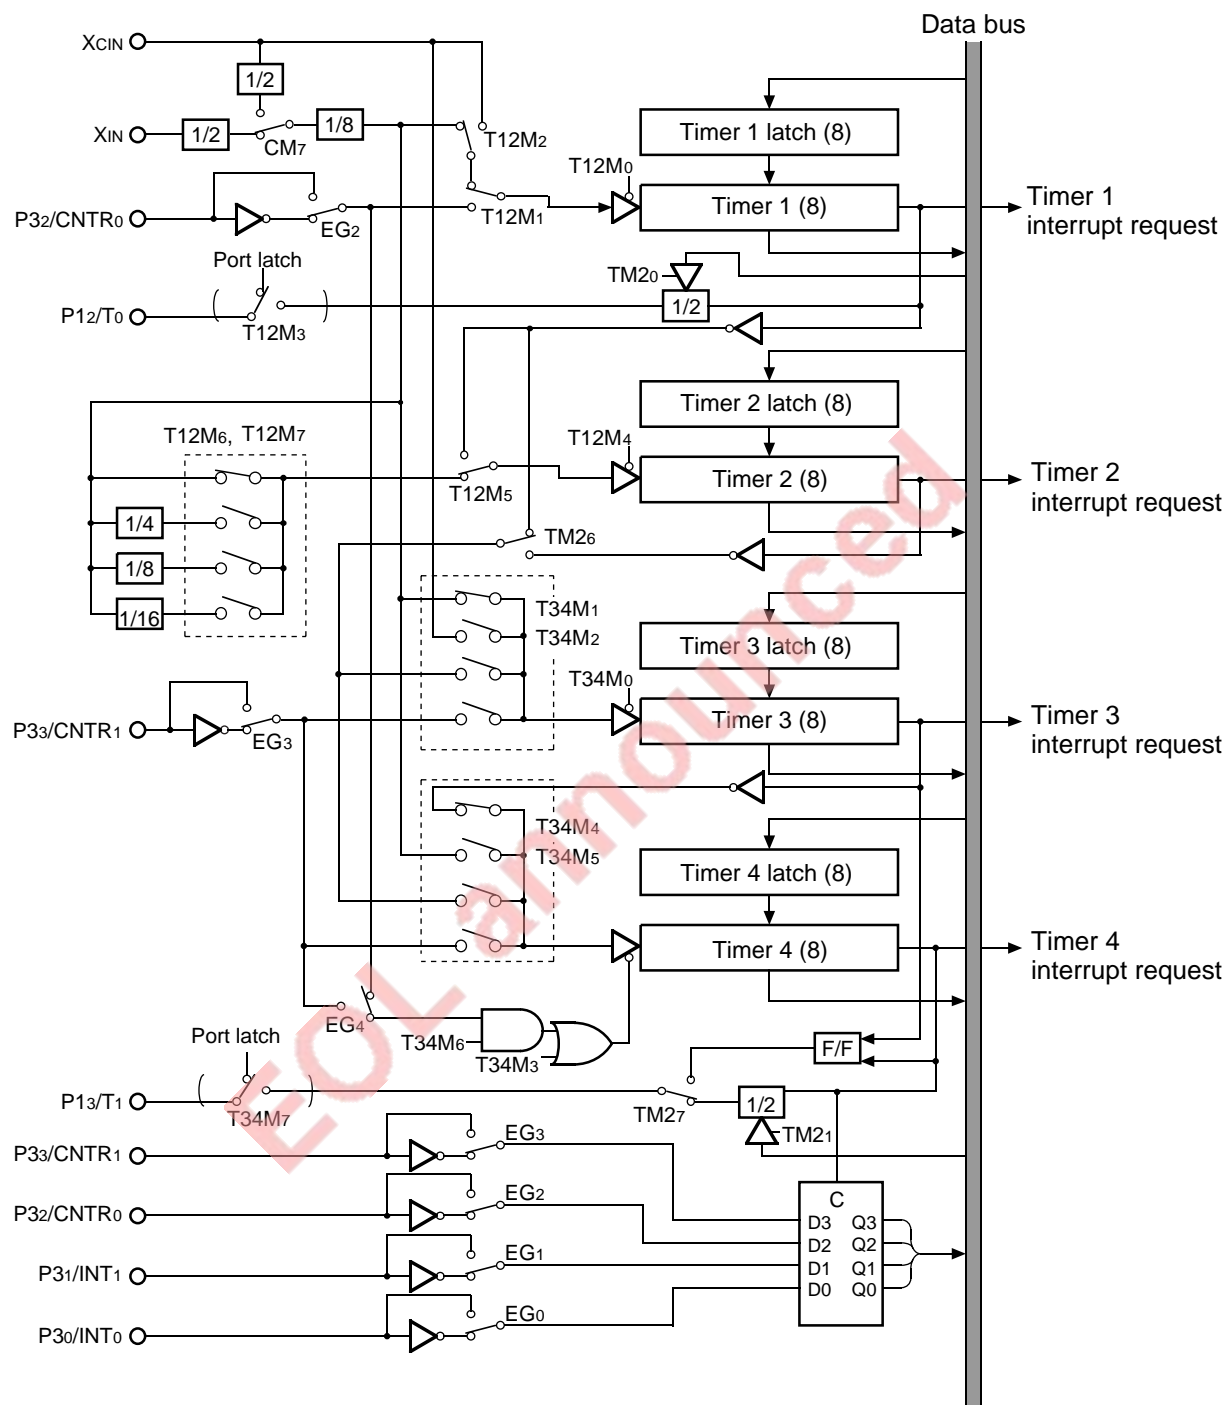 Data bus
XCIN
1/2
Timer 1 latch (8)
XIN
1/2
CM7
1/8
T12M2
T12M0
Timer 1 (8)
Timer 1
interrupt request
P32/CNTR0
EG2
T12M1
Port latch
TM20
1/2
P12/T0
T12M3
Timer 2 latch (8)
T12M6, T12M7
T12M4
Timer 2 (8)
Timer 2
interrupt request
T12M5
1/4
TM26
1/8
1/16
T34M1
T34M2
Timer 3 latch (8)
T34M0
Timer 3 (8)
Timer 3
interrupt request
P33/CNTR1
EG3
T34M4
T34M5
Timer 4 latch (8)
Timer 4 (8)
Timer 4
interrupt request
EG4
T34M6
T34M3
F/F
Port latch
P13/T1
T34M7
TM27
1/2
TM21
P33/CNTR1
EG3
P32/CNTR0
EG2
P31/INT1
EG1
P30/INT0
EG0
C
D3 Q3
D2 Q2
D1 Q1
D0 Q0
EOL announced